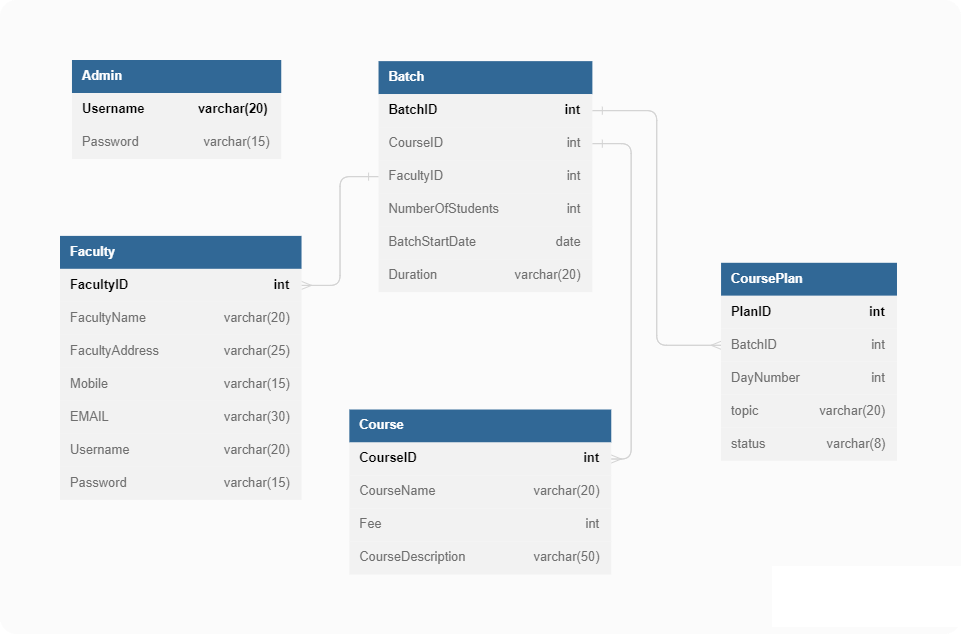 Admin
Username varchar(20)
Password varchar(15)
Batch
BatchID int
CourseID int
FacultyID int
NumberOfStudents int
BatchStartDate date
Duration varchar(20)
Faculty
FacultyID int
FacultyName varchar(20)
FacultyAddress varchar(25)
Mobile varchar(15)
EMAIL varchar(30)
Username varchar(20)
Password varchar(15)
CoursePlan
PlanID int
BatchID int
DayNumber int
topic varchar(20)
status varchar(8)
Course
CourseID int
CourseName varchar(20)
Fee int
CourseDescription varchar(50)